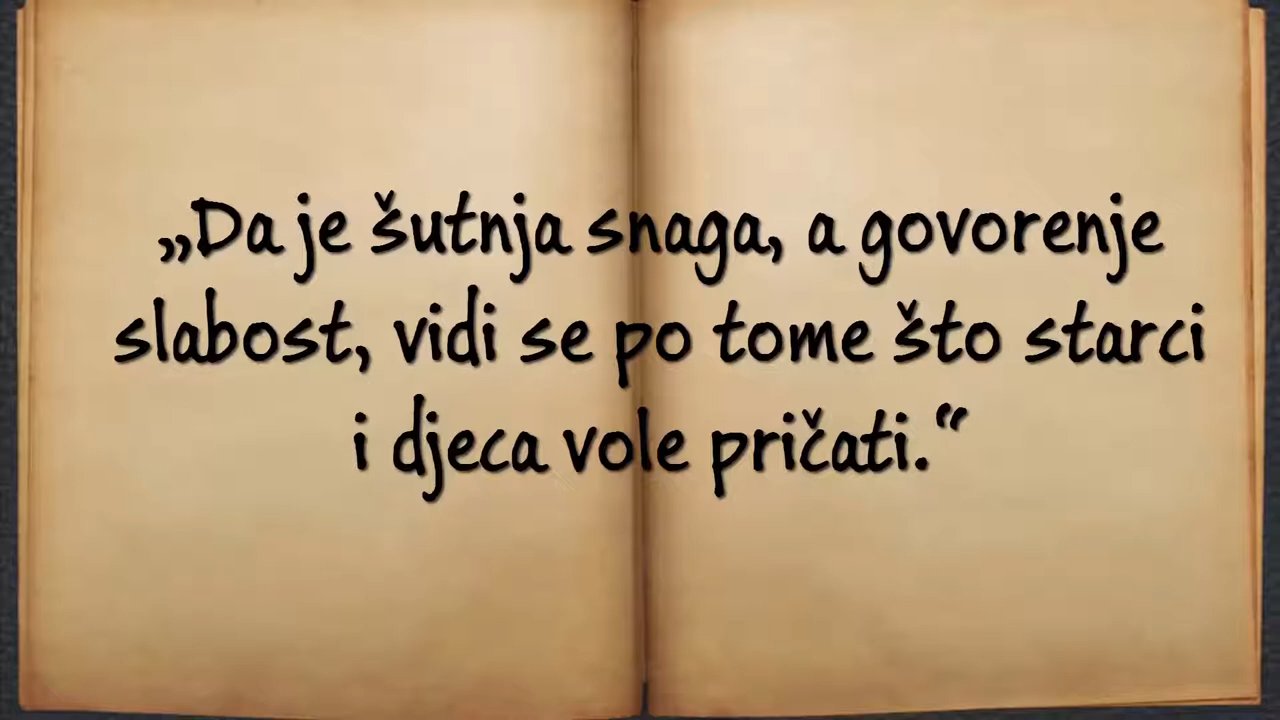 „Da je šutnja snaga, a govorenje
slabost, vidi se po tome što starci
i djeca vole pričati.“